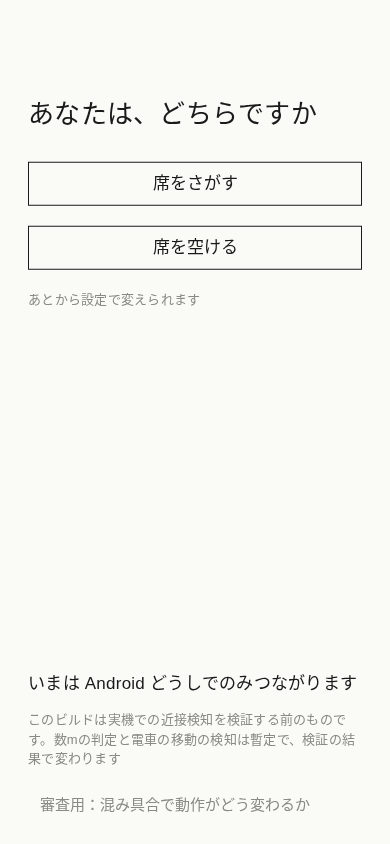 あなたは、どちらですか
席をさがす
席を空ける
あとから設定で変えられます
いまは Android どうしでのみつながります
このビルドは実機での近接検知を検証する前のもので
す。数mの判定と電車の移動の検知は暫定で、検証の結
果で変わります
審査用：混み具合で動作がどう変わるか